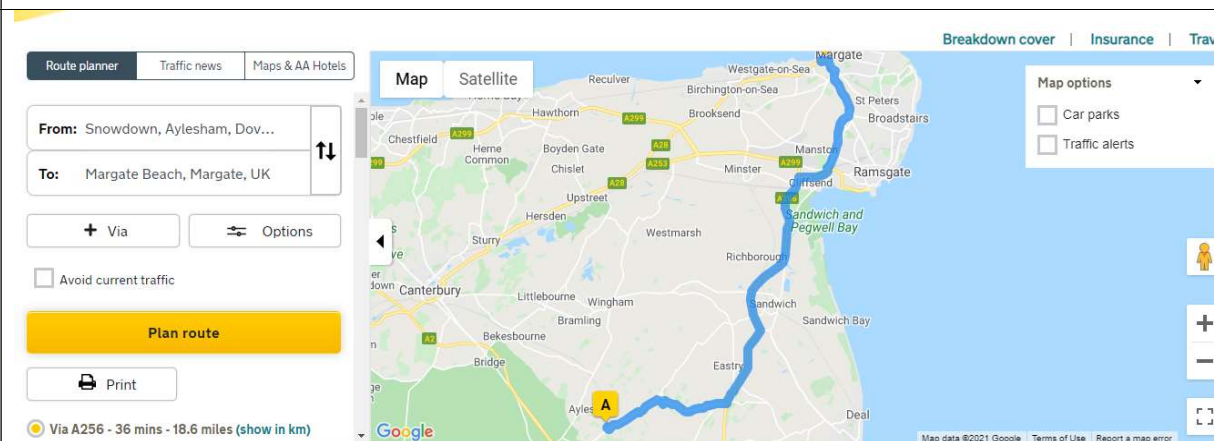 Breakdown cover | Insurance | Trav
Route planner Traffic news Maps & AA Hotels
From: Snowdown, Aylesham, Dov...
To: Margate Beach, Margate, UK
+ Via Options
Avoid current traffic
Plan route
Print
Via A256 - 36 mins - 18.6 miles (show in km)
Map Satellite
Map options
Car parks
Traffic alerts
Margate
Westgate-on-Sea
Reculver
Birchington-on-Sea
St Peters
Hawthorn A299 Brooksend Broadstairs
Chestfield A299
Herne Common
Boyden Gate A28 Manston
Chislet A253 Minster A299 Ramsgate
A28 Cliffsend
Upstreet
Hersden Sandwich and Pegwell Bay
Sturry Westmarsh
Richborough
Canterbury Littlebourne Wingham Sandwich
Bramling Sandwich Bay
A2 Bekesbourne
Bridge Eastry
Ayles A
Deal
Google
Map data ©2021 Google Terms of Use Report a map error